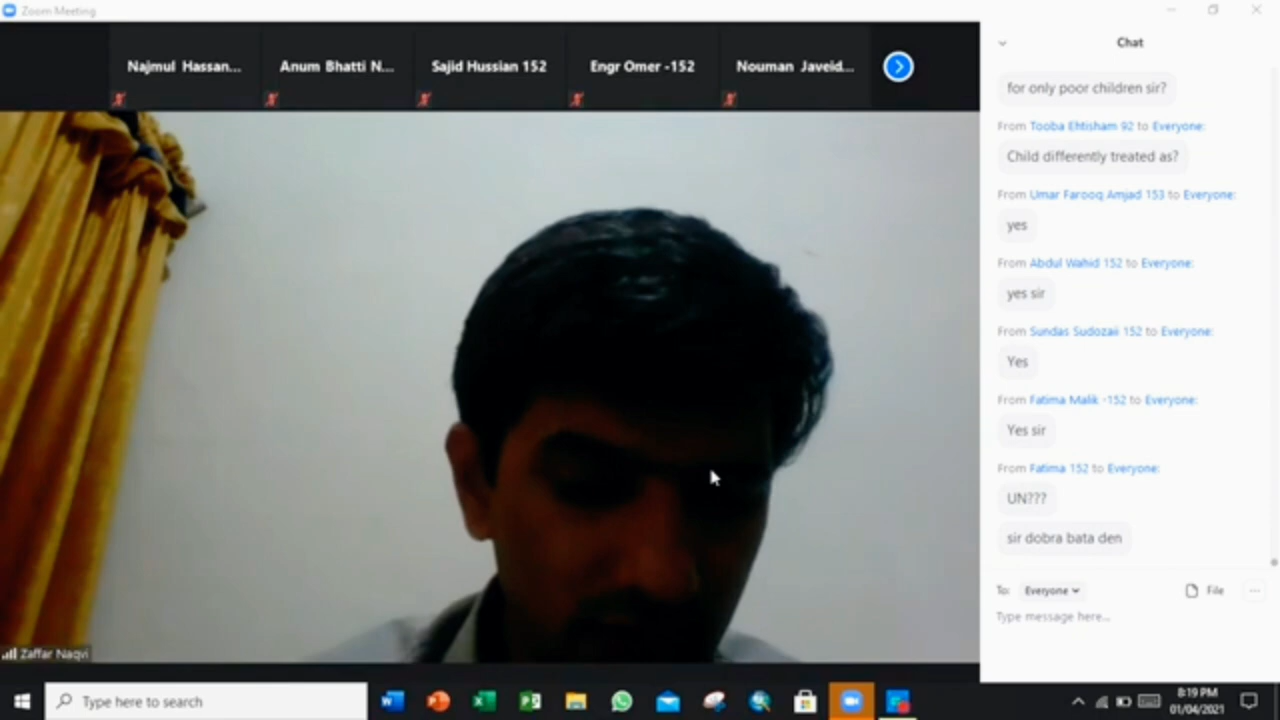 Zoom Meeting
Najmul Hassan...
Anum Bhatti N...
Sajid Hussian 152
Engr Omer -152
Nouman Javeid...
Chat
for only poor children sir?
From Tooba Ehtisham 92 to Everyone:
Child differently treated as?
From Umar Farooq Amjad 153 to Everyone:
yes
From Abdul Wahid 152 to Everyone:
yes sir
From Sundas Sudozaii 152 to Everyone:
Yes
From Fatima Malik -152 to Everyone:
Yes sir
From Fatima 152 to Everyone:
UN???
sir dobra bata den
To: Everyone
File
...
Type message here...
Zaffar Naqvi
Type here to search
8:19 PM
01/04/2021